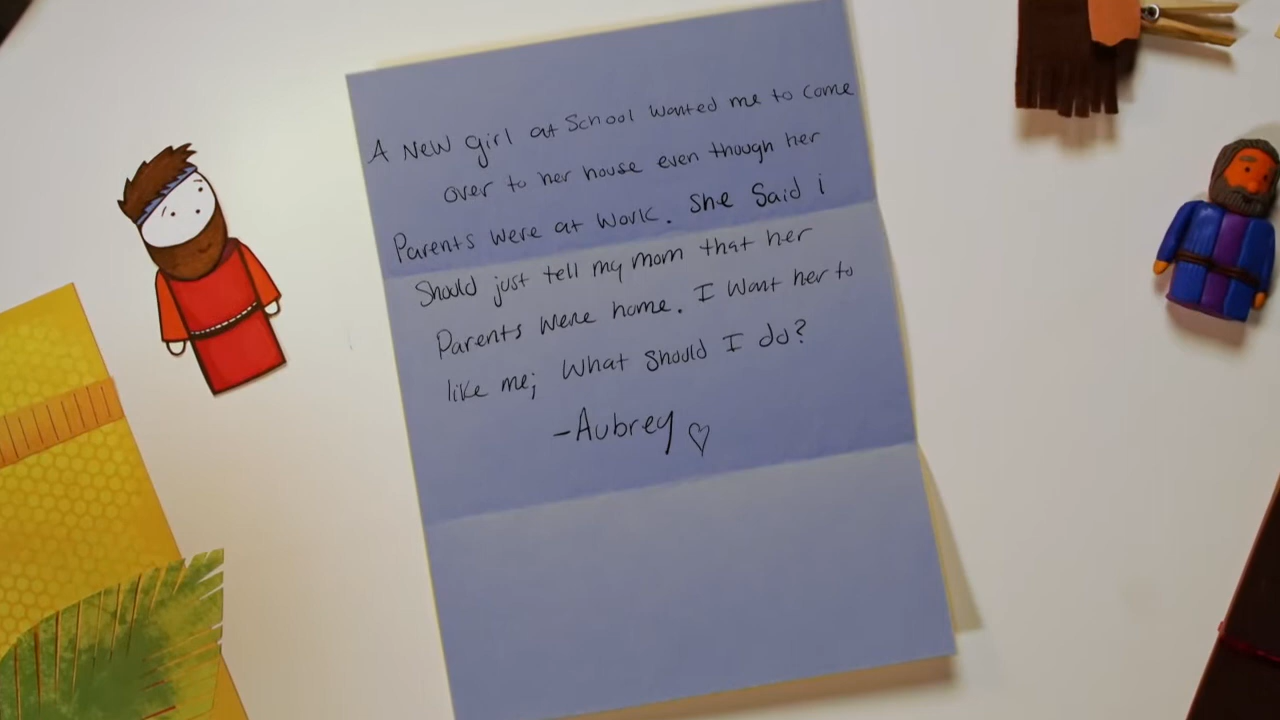 A New girl at School wanted me to come
over to her house even though her
Parents were at work. She Said i
Should just tell my mom that her
Parents were home. I want her to
like me; What Should I do?
-Aubrey ♡